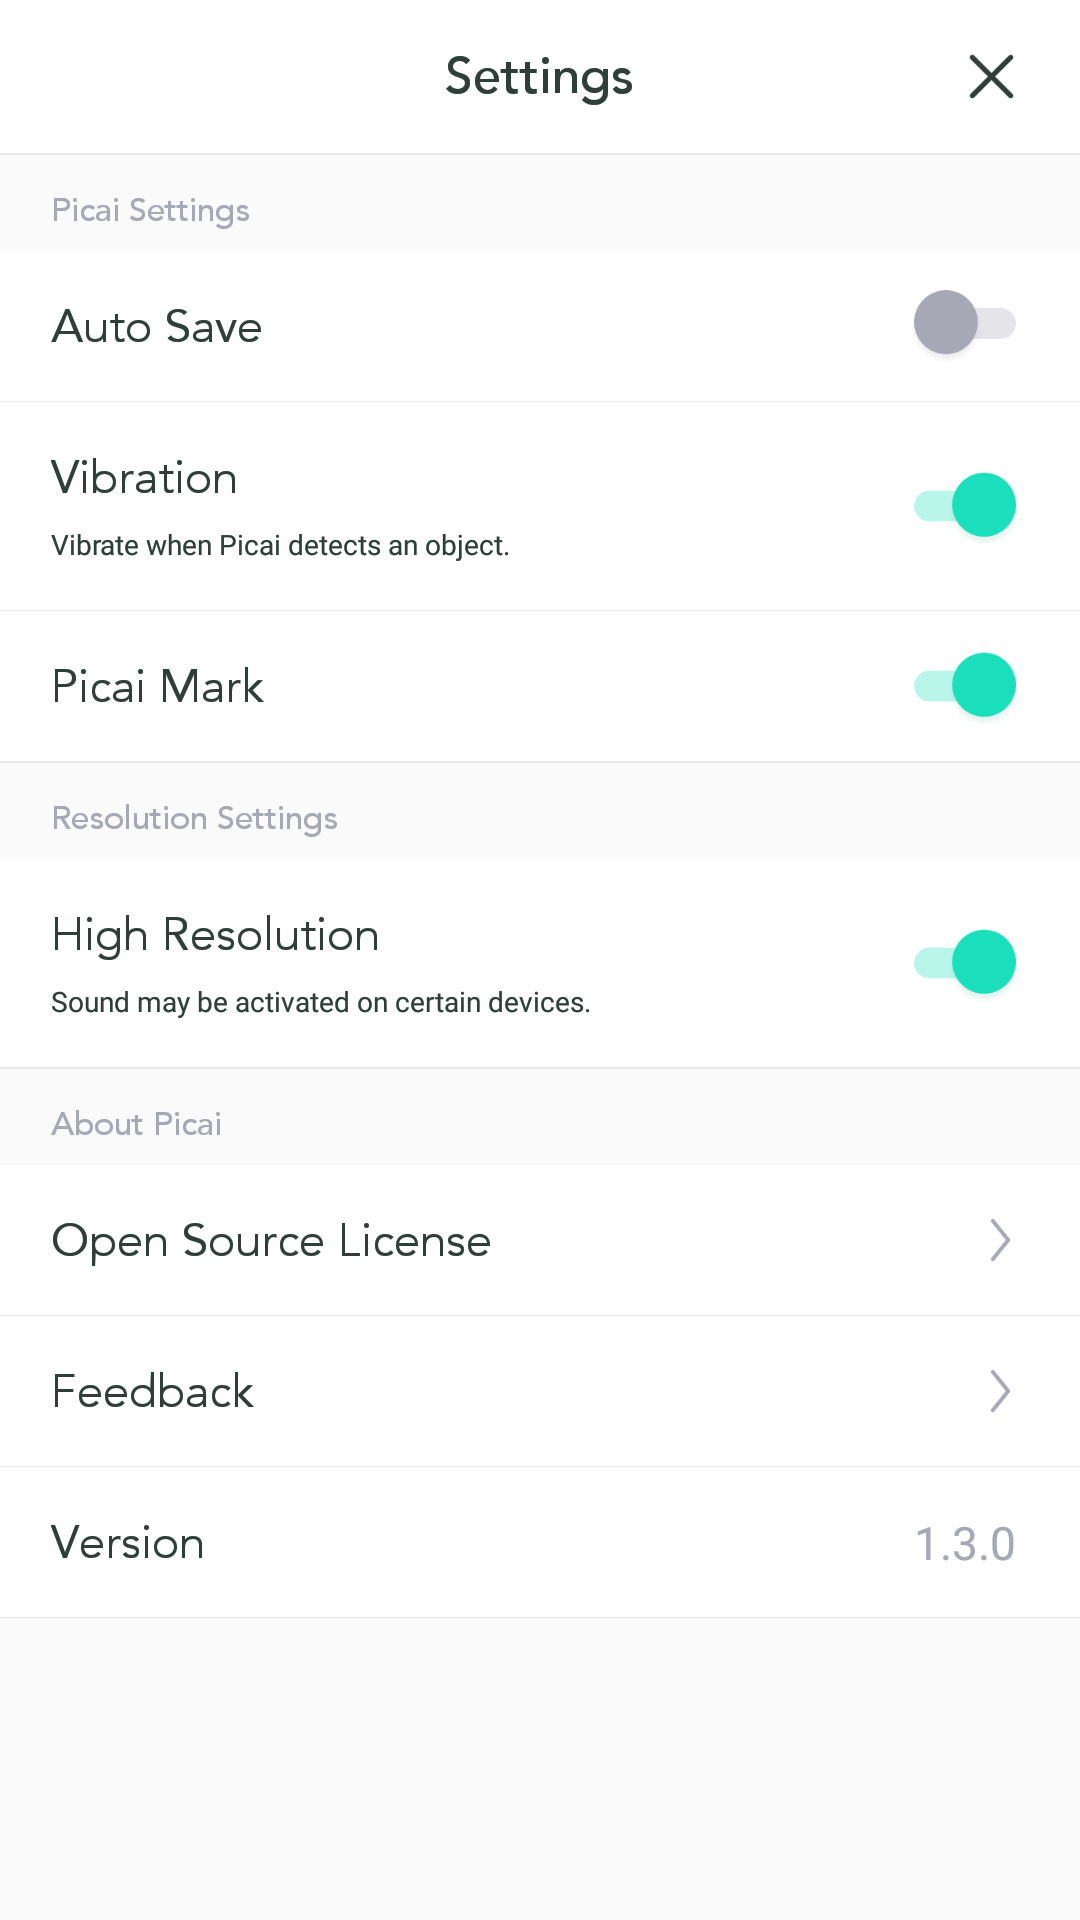 Settings
Picai Settings
Auto Save
Vibration
Vibrate when Picai detects an object.
Picai Mark
Resolution Settings
High Resolution
Sound may be activated on certain devices.
About Picai
Open Source License
Feedback
Version 1.3.0